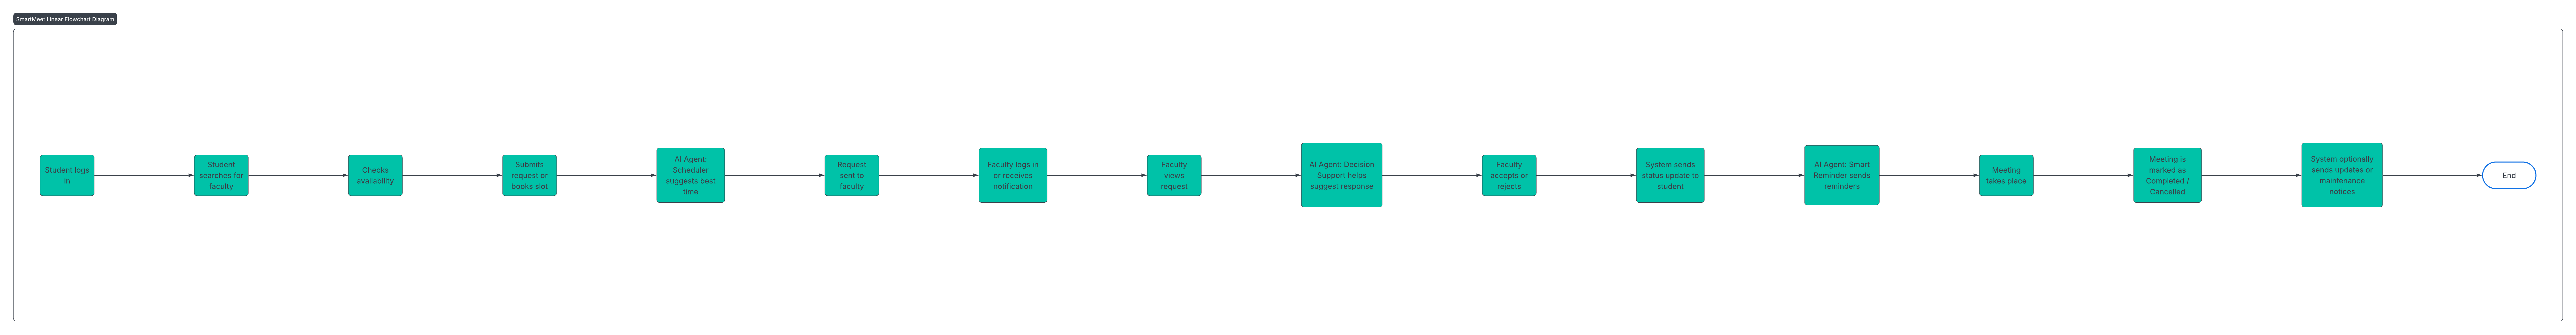 SmartMeet Linear Flowchart Diagram
Student logs
in
Student
searches for
faculty
Checks
availability
Submits
request or
books slot
AI Agent:
Scheduler
suggests best
time
Request
sent to
faculty
Faculty logs in
or receives
notification
Faculty
views
request
AI Agent: Decision
Support helps
suggest response
Faculty
accepts or
rejects
System sends
status update to
student
AI Agent: Smart
Reminder sends
reminders
Meeting
takes place
Meeting is
marked as
Completed /
Cancelled
System optionally
sends updates or
maintenance
notices
End